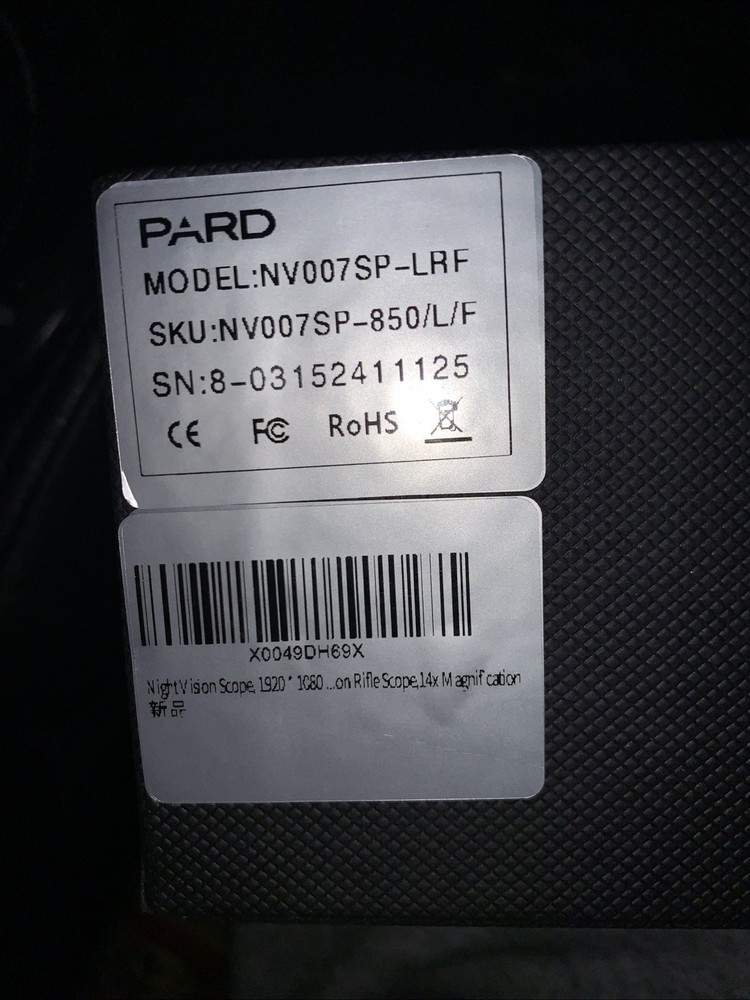 PARD
MODEL:NV007SP-LRF
SKU:NV007SP-850/L/F
SN:8-03152411125
CE FC RoHS
X0049DH69X
Night Vision Scope, 1920*1080 ...on Rifle Scope,14x Magnification
新品